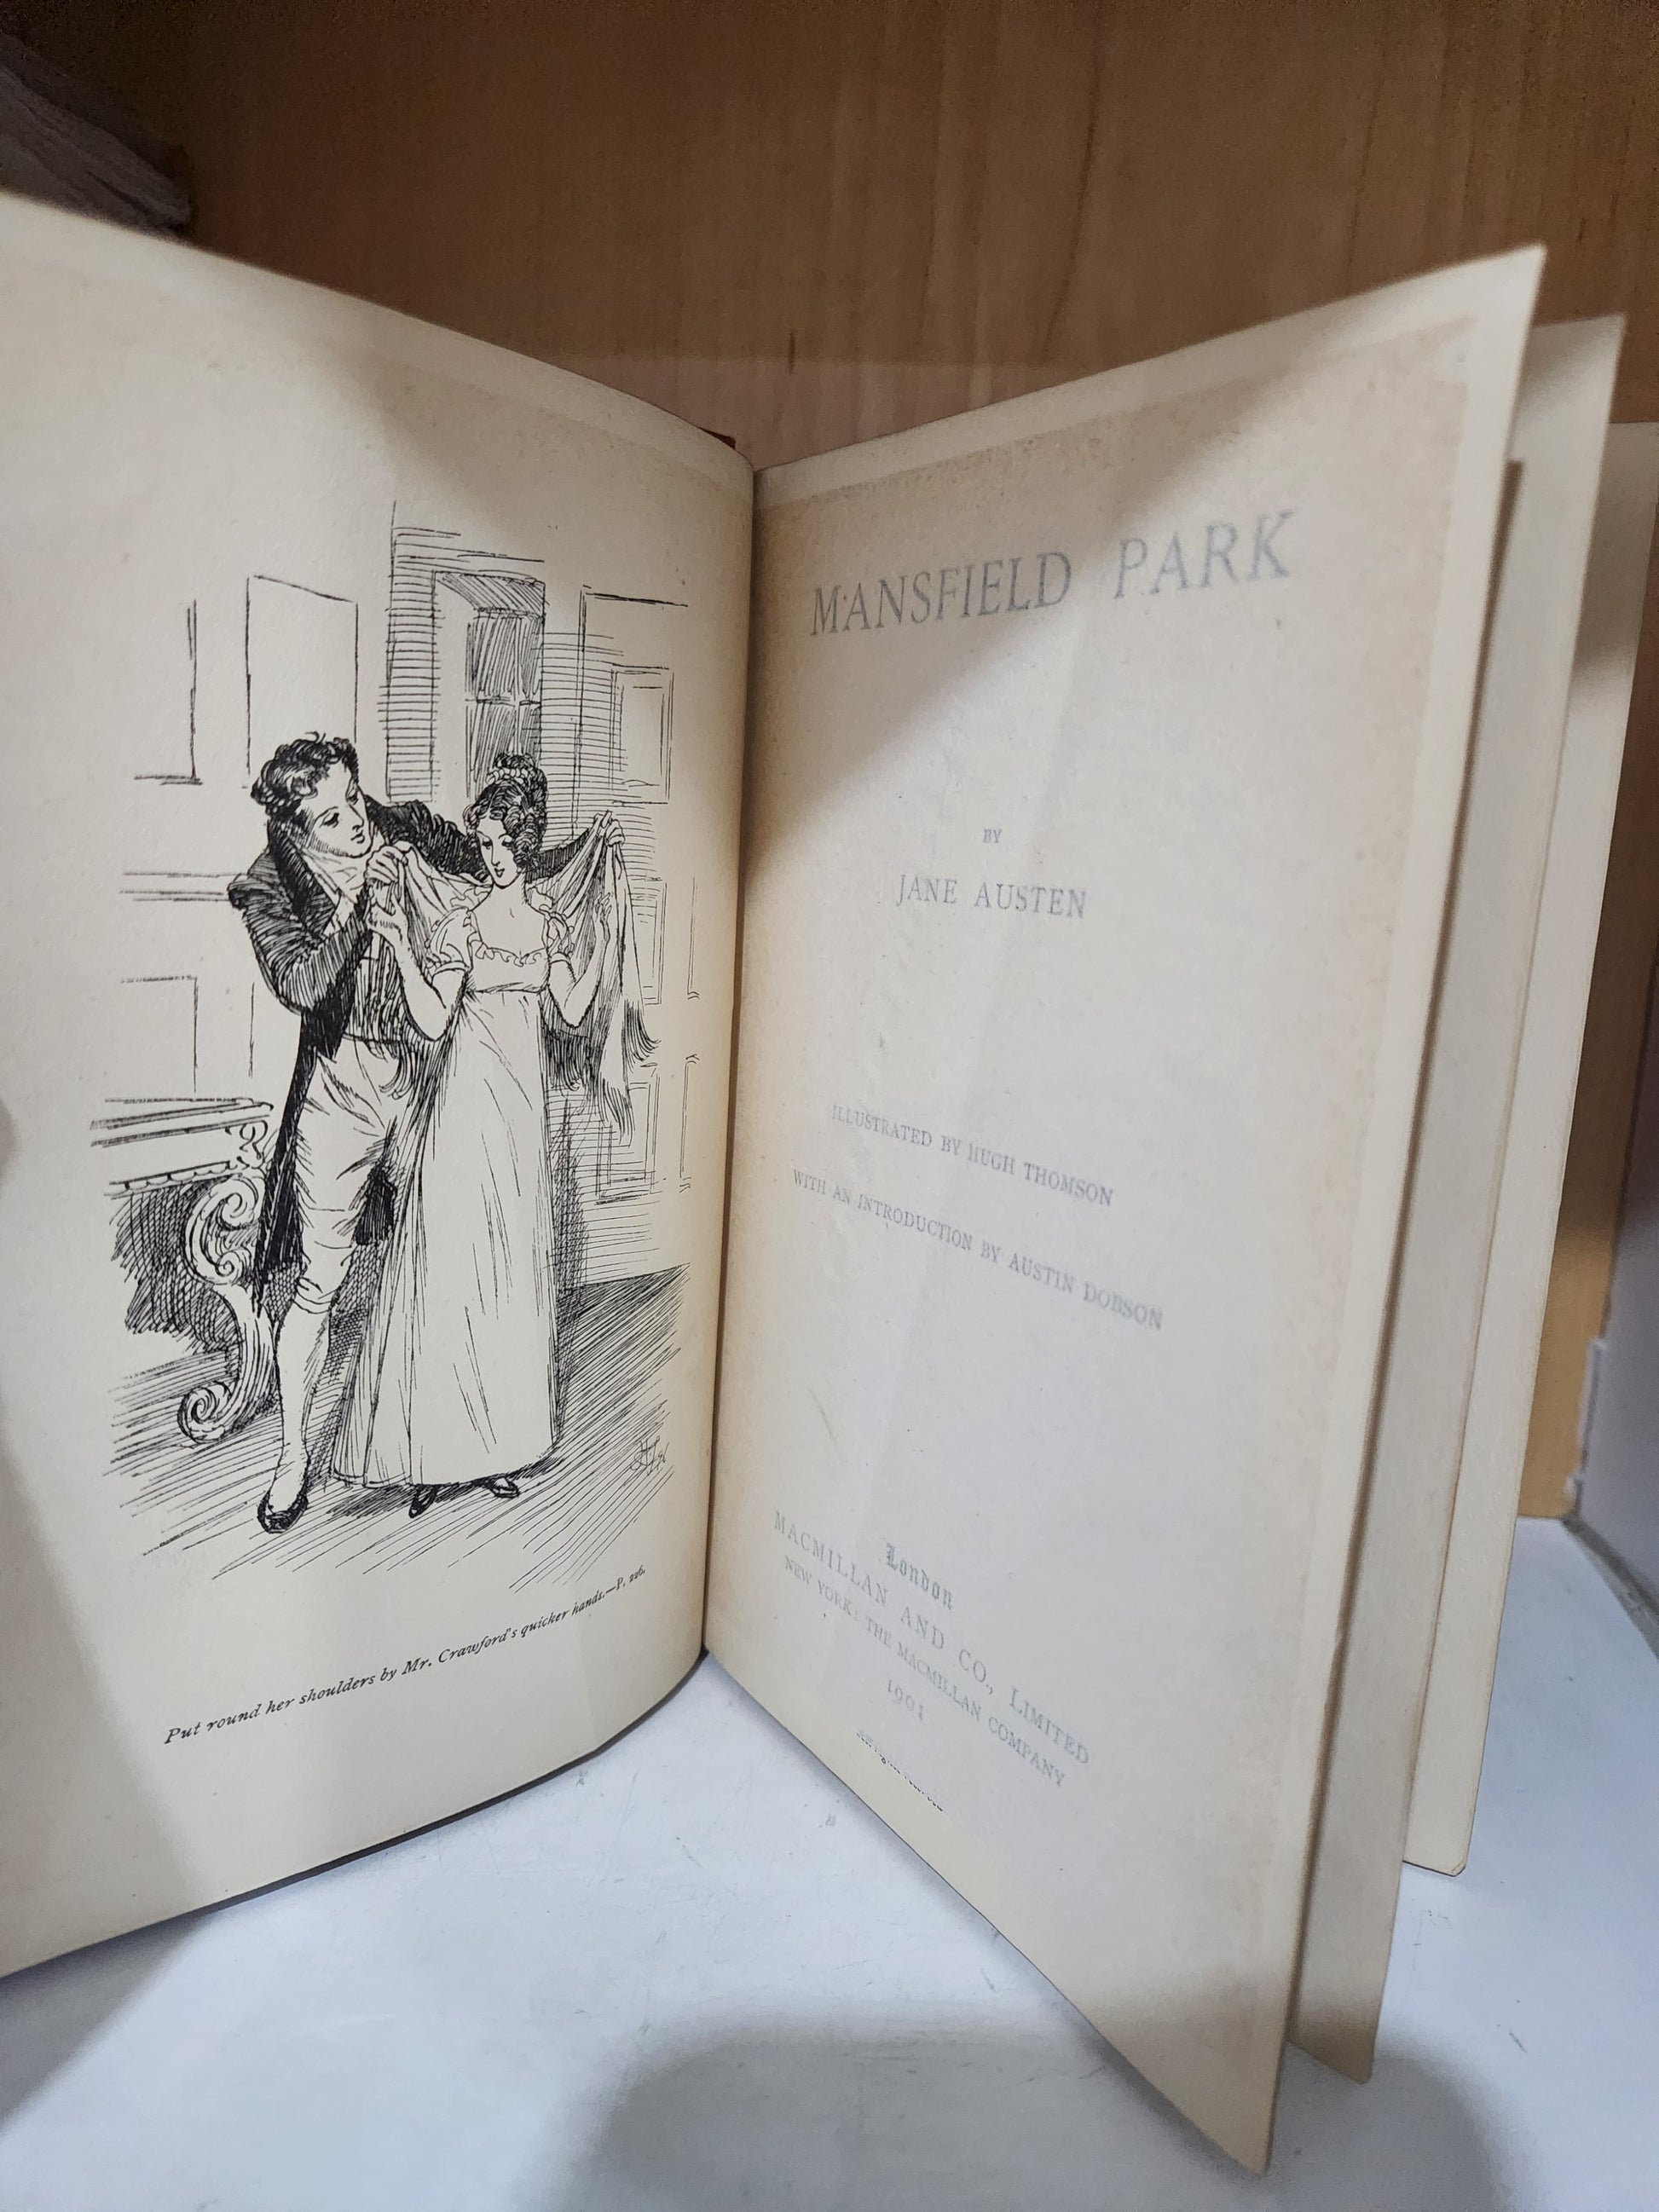 Put round her shoulders by Mr. Crawford's quicker hands.—P. 226.
MANSFIELD PARK
BY
JANE AUSTEN
ILLUSTRATED BY HUGH THOMSON
WITH AN INTRODUCTION BY AUSTIN DOBSON
London
MACMILLAN AND CO., LIMITED
NEW YORK: THE MACMILLAN COMPANY